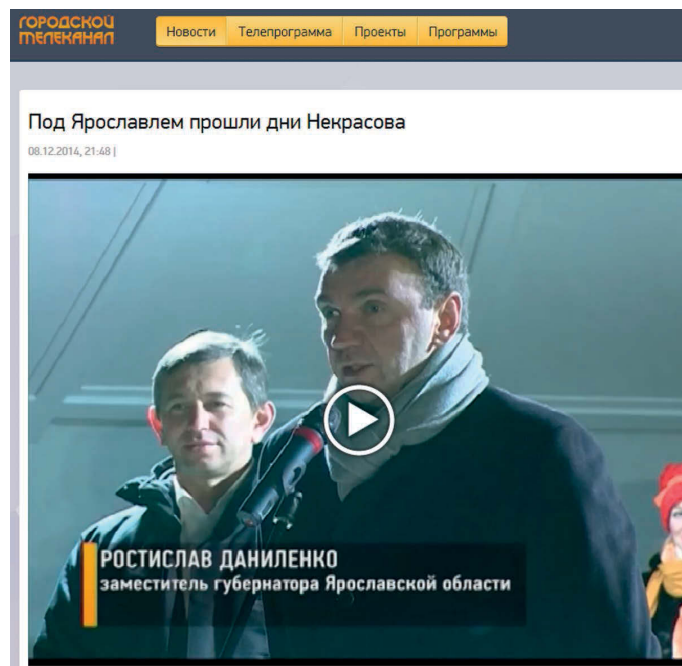 ГОРОДСКОЙ
ТЕЛЕКАНАЛ
Новости Телепрограмма Проекты Программы
Под Ярославлем прошли дни Некрасова
08.12.2014, 21:48 |
РОСТИСЛАВ ДАНИЛЕНКО
заместитель губернатора Ярославской области